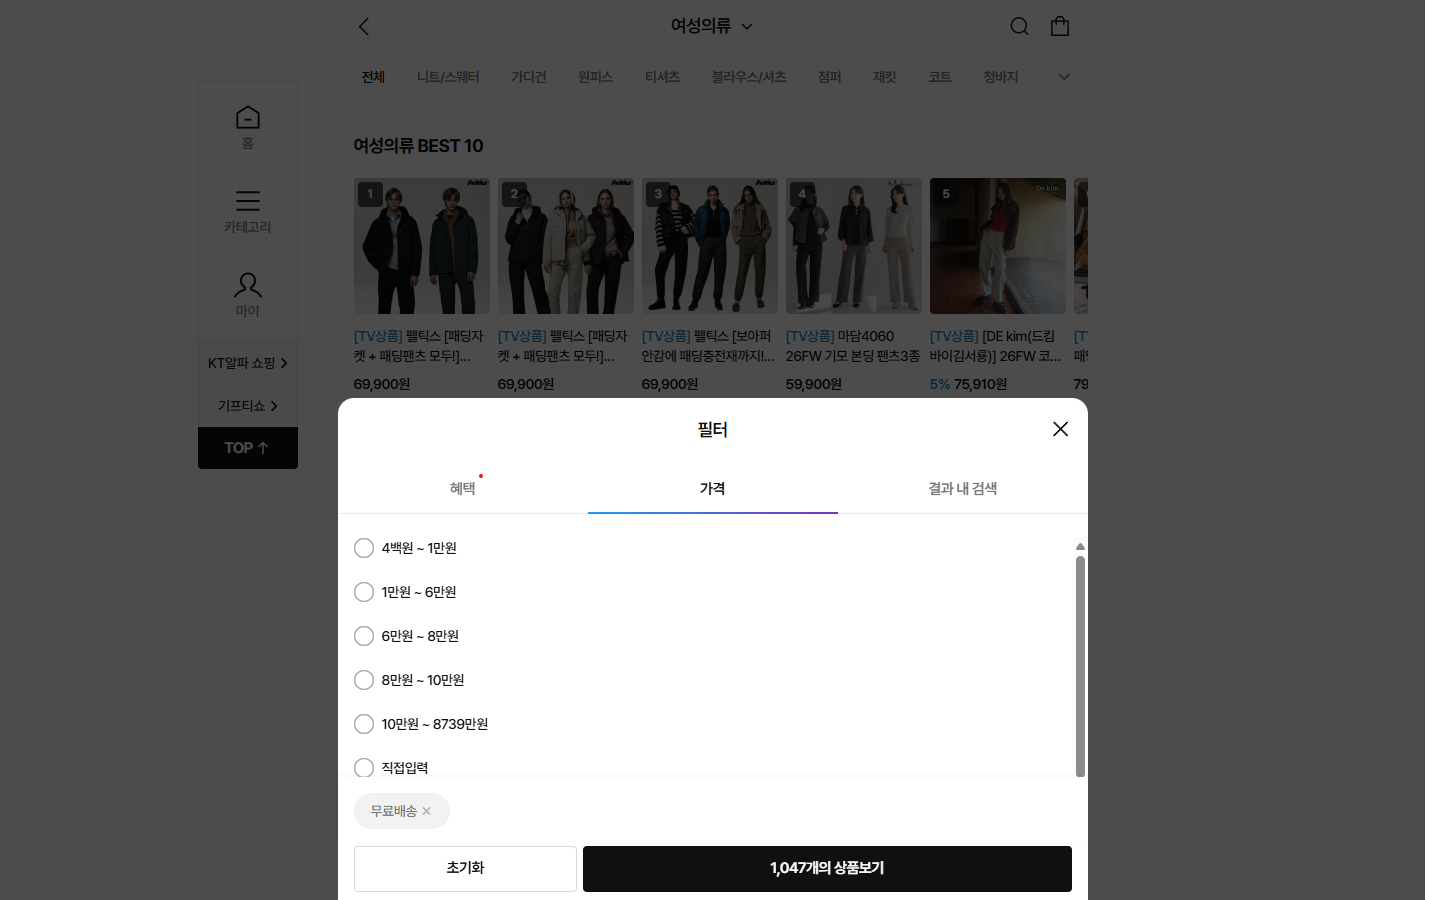 여성의류
전체 니트/스웨터 가디건 원피스 티셔츠 블라우스/셔츠 점퍼 재킷 코트 청바지
홈
카테고리
마이
KT알파 쇼핑
기프티쇼
TOP
여성의류 BEST 10
1
[TV상품] 펠틱스 [패딩자
켓 + 패딩팬츠 모두!]...
69,900원
2
[TV상품] 펠틱스 [패딩자
켓 + 패딩팬츠 모두!]...
69,900원
3
[TV상품] 펠틱스 [보아퍼
안감에 패딩충전재까지!...
69,900원
4
[TV상품] 마담4060
26FW 기모 본딩 팬츠3종
59,900원
5
De kim
[TV상품] [DE kim(드킴
바이김서룡)] 26FW 코...
5% 75,910원
필터
혜택 가격 결과 내 검색
4백원 ~ 1만원
1만원 ~ 6만원
6만원 ~ 8만원
8만원 ~ 10만원
10만원 ~ 8739만원
직접입력
무료배송
초기화
1,047개의 상품보기